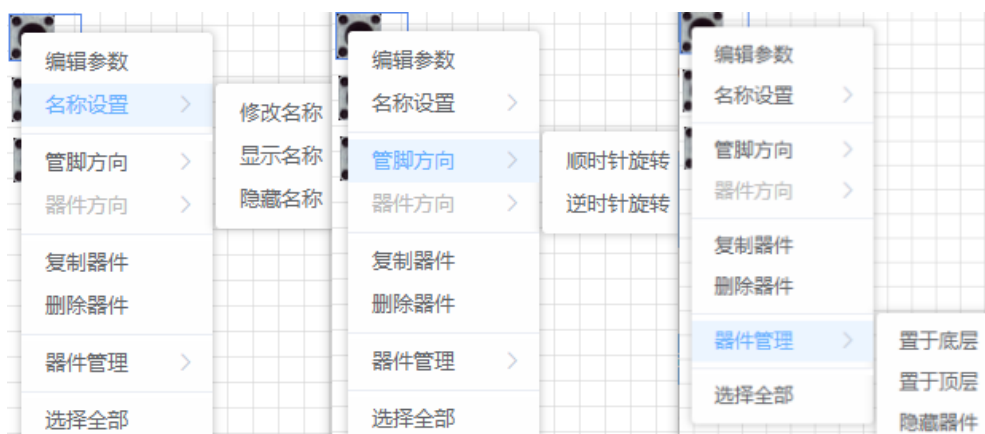 编辑参数
名称设置
修改名称
显示名称
隐藏名称
管脚方向
器件方向
复制器件
删除器件
器件管理
选择全部
编辑参数
名称设置
管脚方向
顺时针旋转
逆时针旋转
器件方向
复制器件
删除器件
器件管理
选择全部
编辑参数
名称设置
管脚方向
器件方向
复制器件
删除器件
器件管理
置于底层
置于顶层
隐藏器件
选择全部